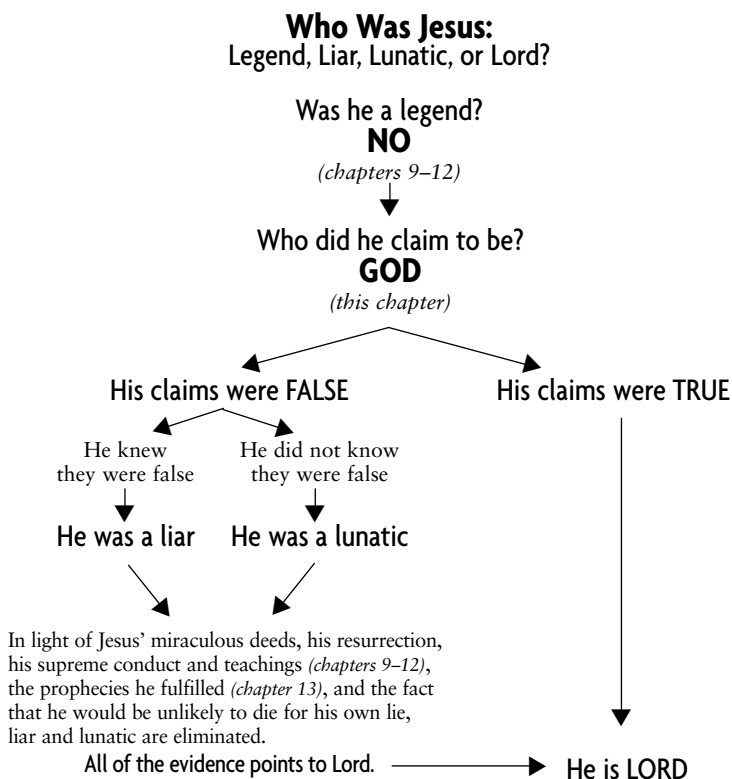 Who Was Jesus:
Legend, Liar, Lunatic, or Lord?
Was he a legend?
NO
(chapters 9–12)
Who did he claim to be?
GOD
(this chapter)
His claims were FALSE
His claims were TRUE
He knew
they were false
He did not know
they were false
He was a liar
He was a lunatic
In light of Jesus’ miraculous deeds, his resurrection,
his supreme conduct and teachings (chapters 9–12),
the prophecies he fulfilled (chapter 13), and the fact
that he would be unlikely to die for his own lie,
liar and lunatic are eliminated.
All of the evidence points to Lord.
He is LORD